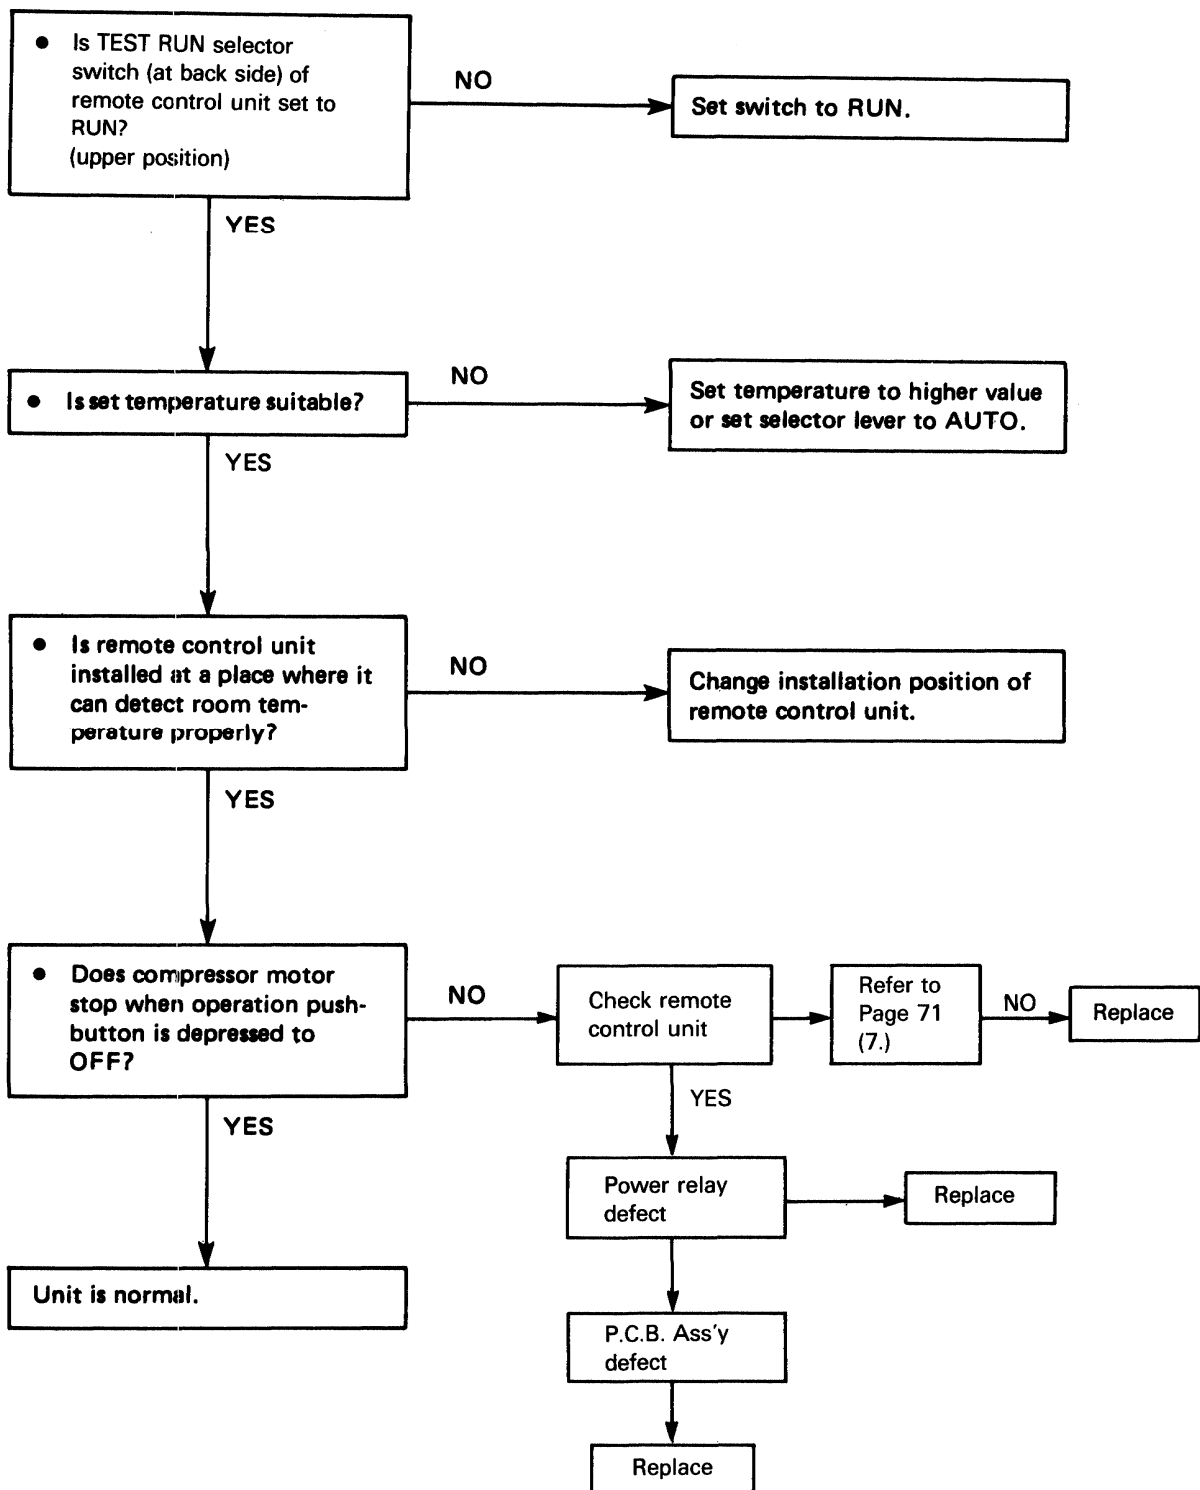 ● Is TEST RUN selector
switch (at back side) of
remote control unit set to
RUN?
(upper position)
NO
Set switch to RUN.
YES
● Is set temperature suitable?
NO
Set temperature to higher value
or set selector lever to AUTO.
YES
● Is remote control unit
installed at a place where it
can detect room tem-
perature properly?
NO
Change installation position of
remote control unit.
YES
● Does compressor motor
stop when operation push-
button is depressed to
OFF?
NO
Check remote
control unit
Refer to
Page 71
(7.)
NO
Replace
YES
YES
Power relay
defect
Replace
Unit is normal.
P.C.B. Ass'y
defect
Replace